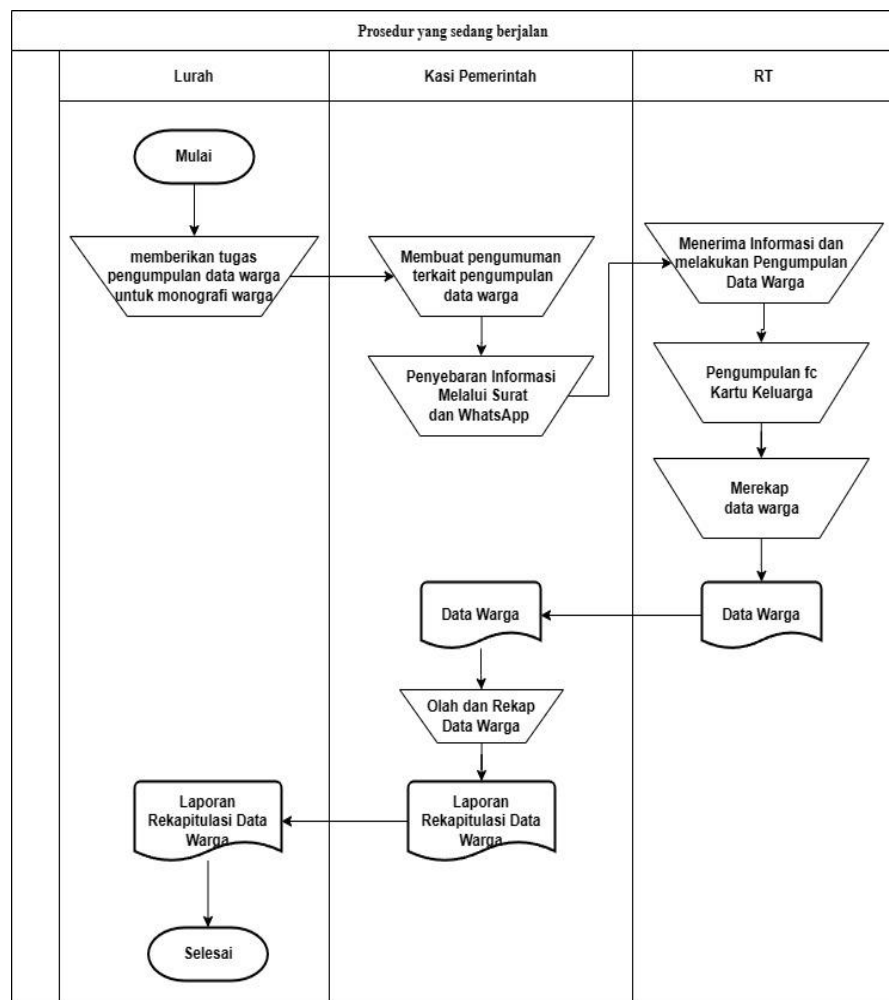 Prosedur yang sedang berjalan
Lurah
Kasi Pemerintah
RT
Mulai
memberikan tugas
pengumpulan data warga
untuk monografi warga
Membuat pengumuman
terkait pengumpulan
data warga
Menerima Informasi dan
melakukan Pengumpulan
Data Warga
Penyebaran Informasi
Melalui Surat
dan WhatsApp
Pengumpulan fc
Kartu Keluarga
Merekap
data warga
Data Warga
Data Warga
Olah dan Rekap
Data Warga
Laporan
Rekapitulasi Data
Warga
Laporan
Rekapitulasi Data
Warga
Selesai